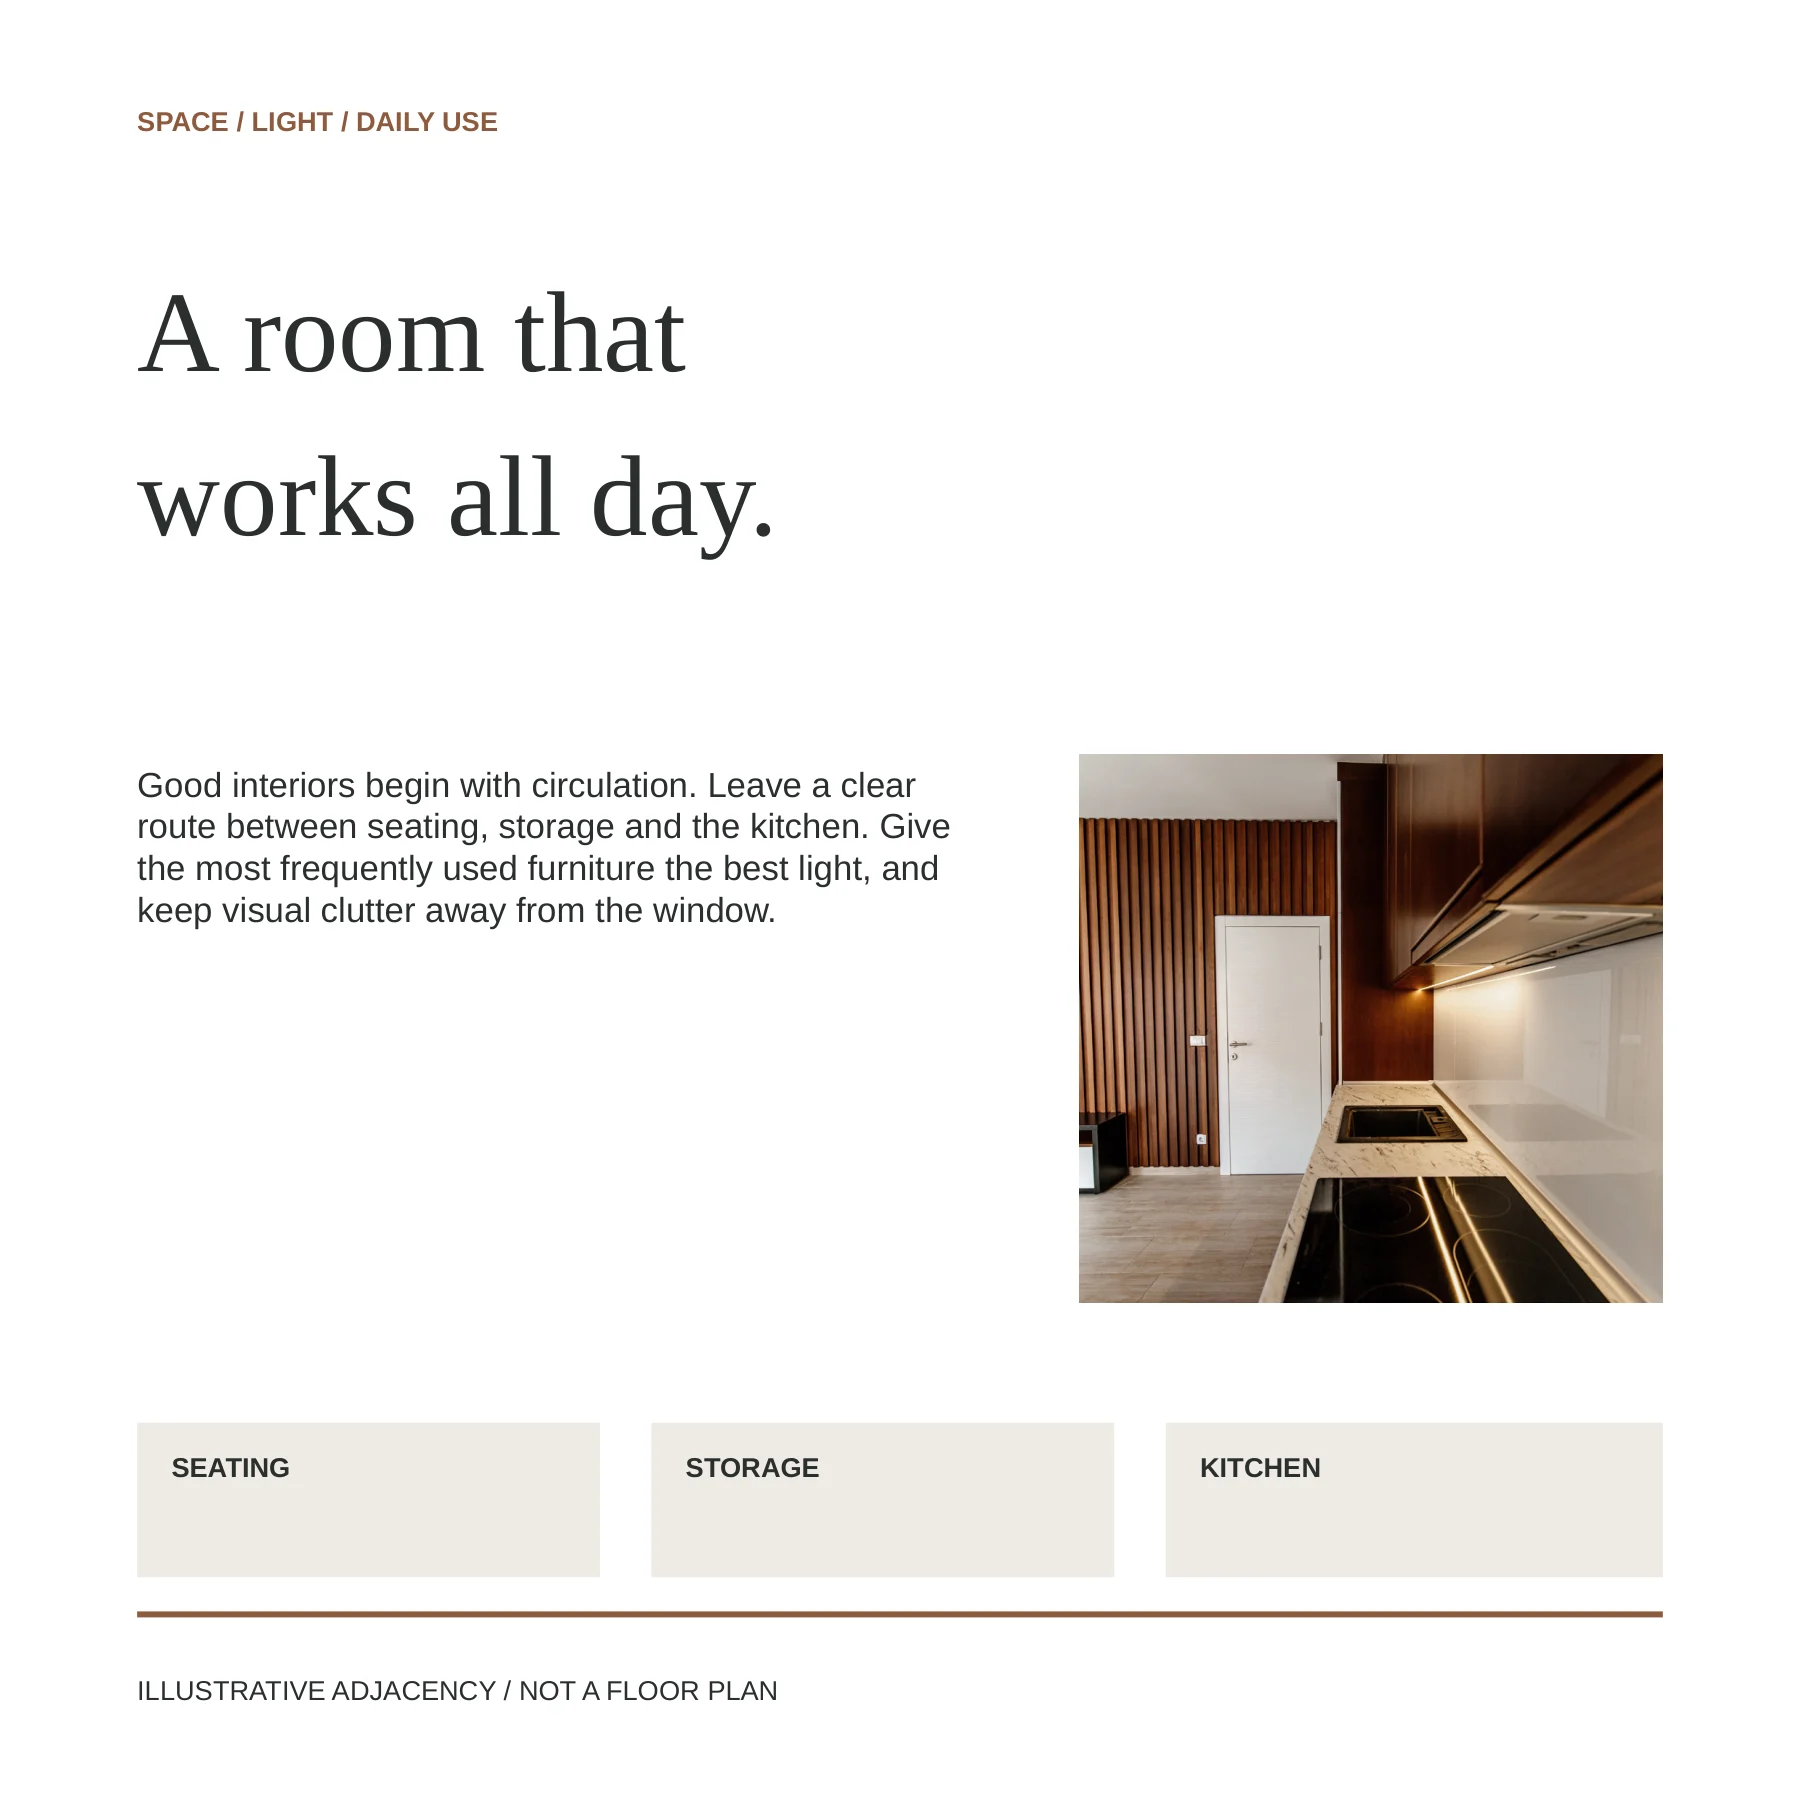 SPACE / LIGHT / DAILY USE
A room that
works all day.
Good interiors begin with circulation. Leave a clear
route between seating, storage and the kitchen. Give
the most frequently used furniture the best light, and
keep visual clutter away from the window.
SEATING
STORAGE
KITCHEN
ILLUSTRATIVE ADJACENCY / NOT A FLOOR PLAN